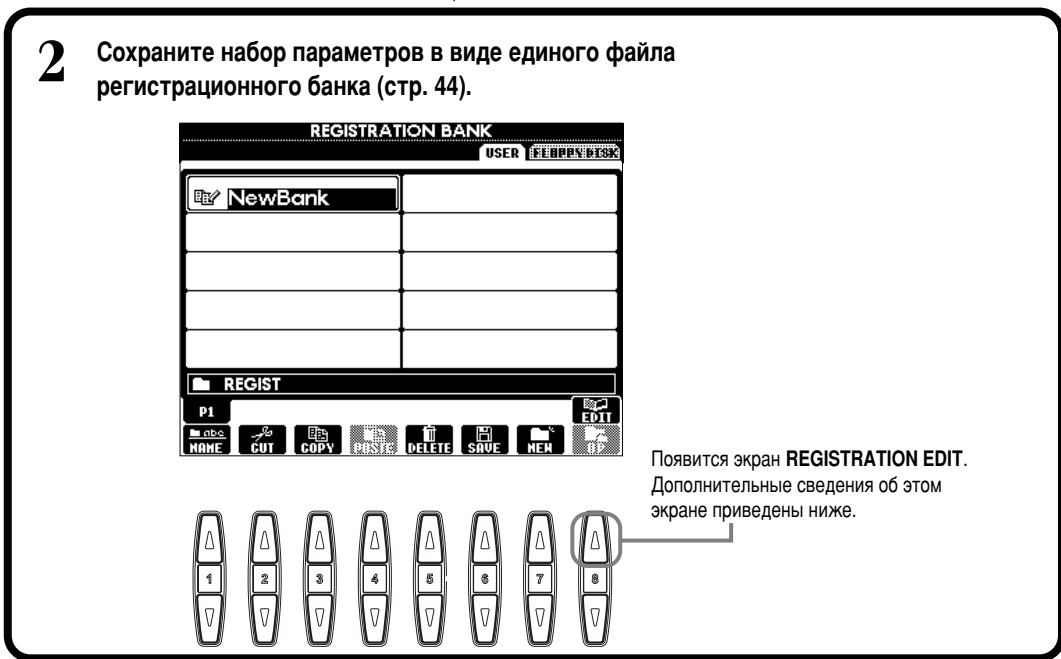 2 Сохраните набор параметров в виде единого файла
регистрационного банка (стр. 44).
REGISTRATION BANK
USER FLOPPY DISK
NewBank
REGIST
P1
EDIT
NAME CUT COPY PASTE DELETE SAVE NEW UP
Появится экран REGISTRATION EDIT.
Дополнительные сведения об этом
экране приведены ниже.
1 2 3 4 5 6 7 8